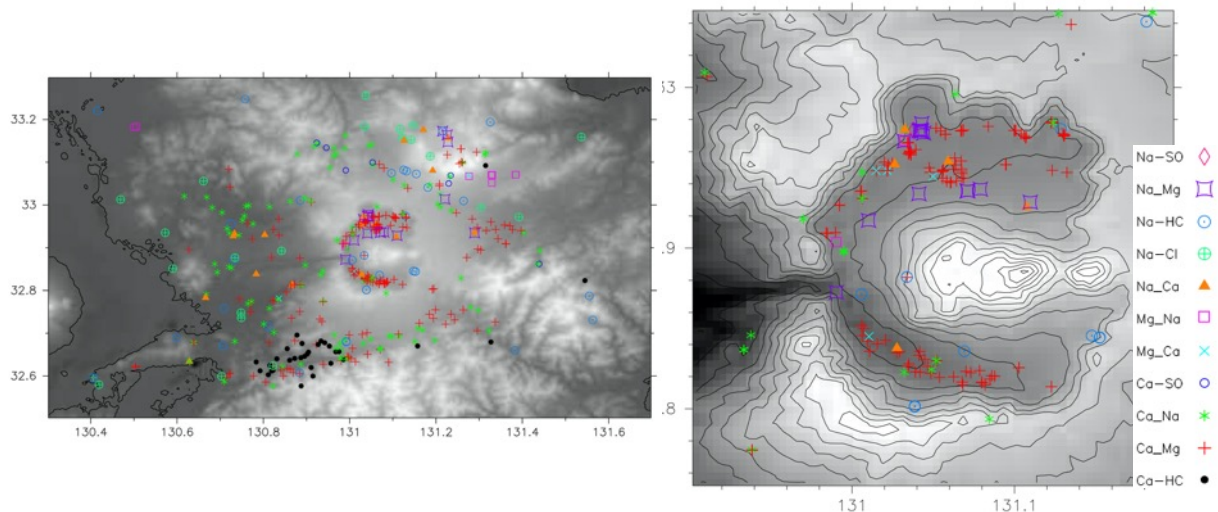 33.2
33
32.8
32.6
130.4 130.6 130.8 131 131.2 131.4 131.6
33
.9
.8
131 131.1
Na-SO
Na_Mg
Na-HC
Na-Cl
Na_Ca
Mg_Na
Mg_Ca
Ca-SO
Ca_Na
Ca_Mg
Ca-HC